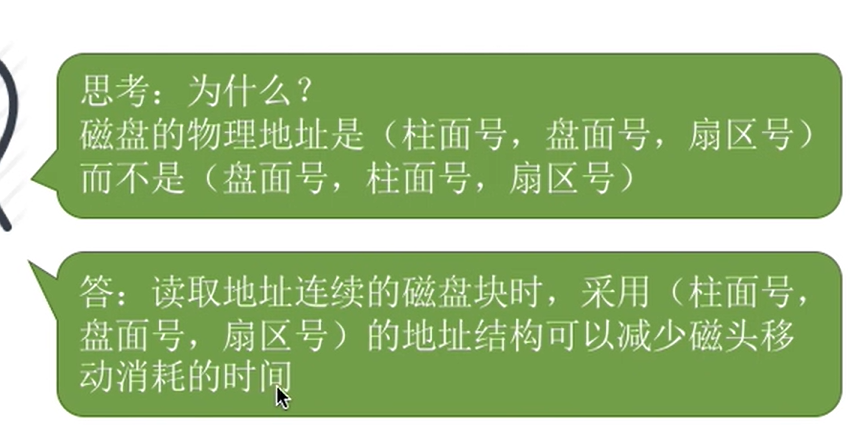 思考：为什么？
磁盘的物理地址是（柱面号，盘面号，扇区号）
而不是（盘面号，柱面号，扇区号）
答：读取地址连续的磁盘块时，采用（柱面号，
盘面号，扇区号）的地址结构可以减少磁头移
动消耗的时间